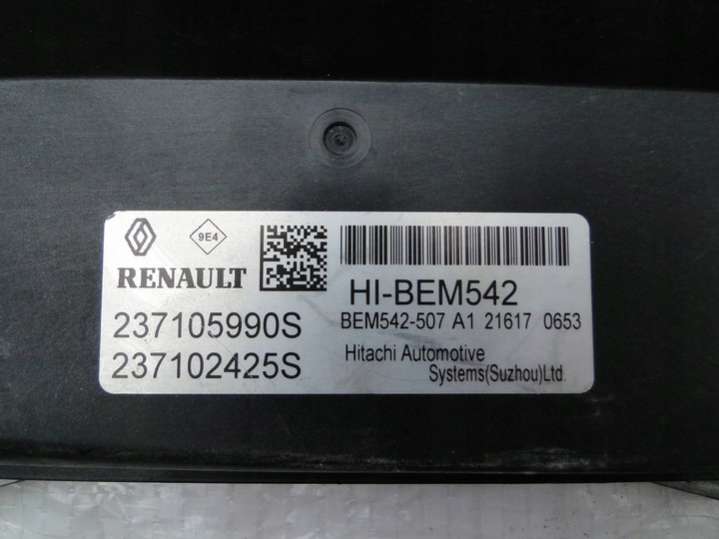 9E4
RENAULT
237105990S
237102425S
HI-BEM542
BEM542-507 A1 21617 0653
Hitachi Automotive
Systems(Suzhou)Ltd